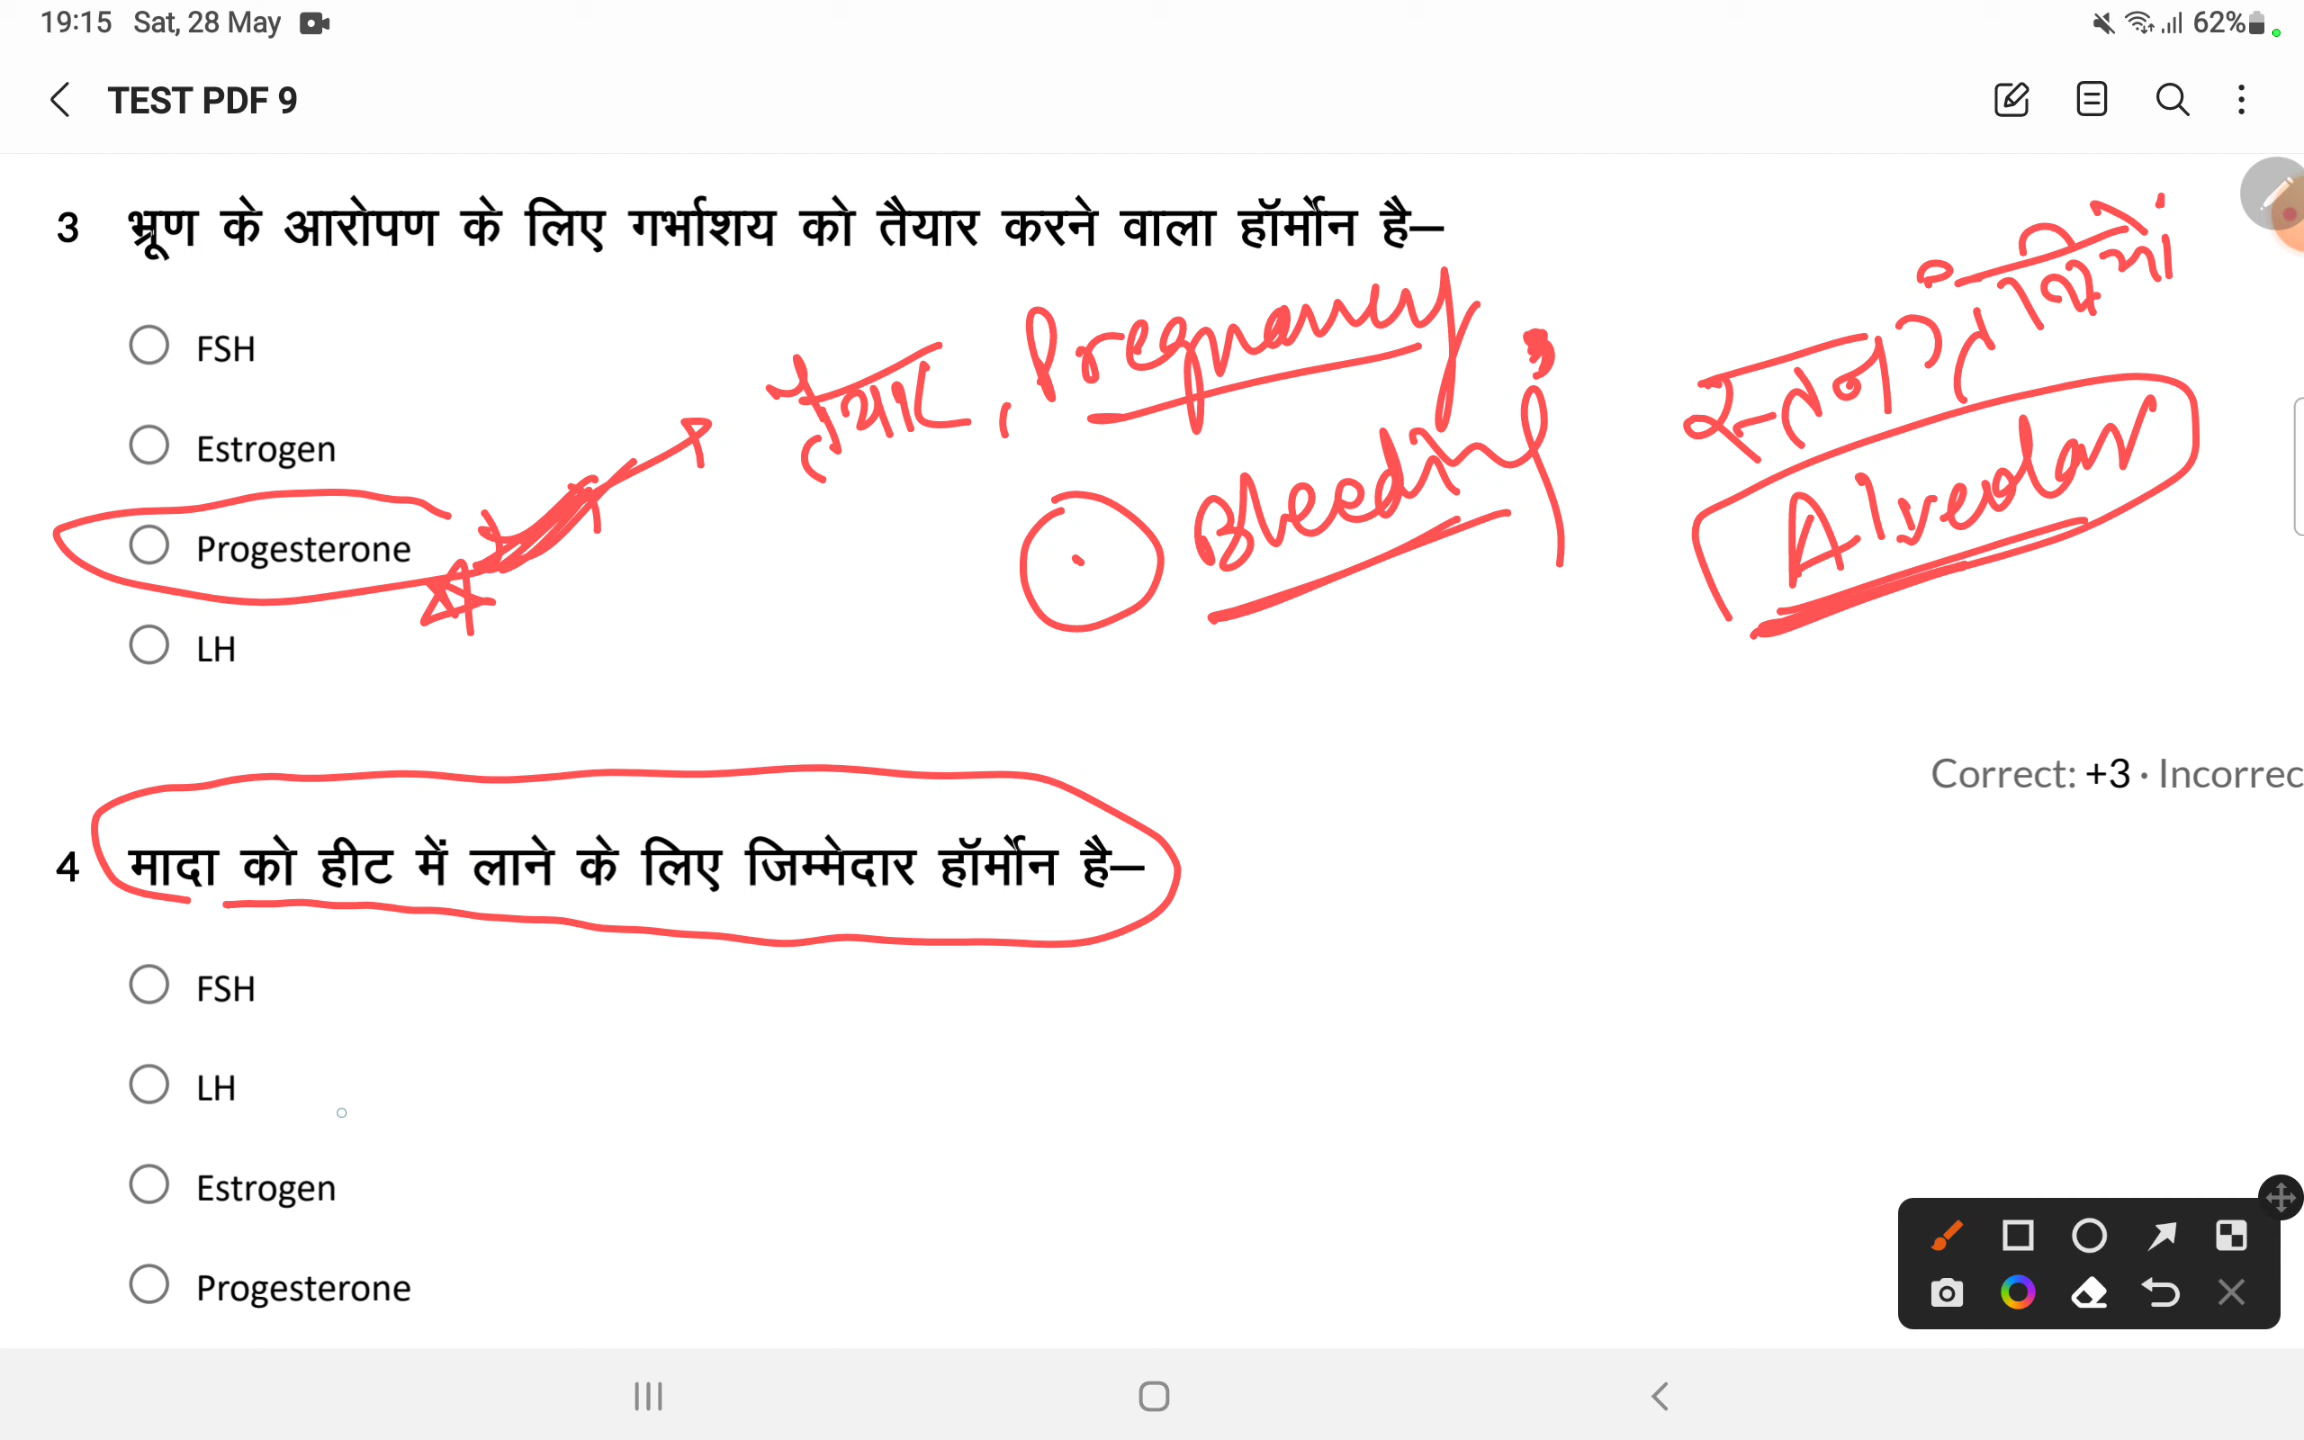 19:15 Sat, 28 May
62%
TEST PDF 9
3 भ्रूण के आरोपण के लिए गर्भाशय को तैयार करने वाला हॉर्मोन है–
FSH
Estrogen
Progesterone
LH
तैयार, Pregnancy
Bleeding
स्तन ग्रंथियों
Alveolar
Correct: +3 · Incorrec
4 मादा को हीट में लाने के लिए जिम्मेदार हॉर्मोन है–
FSH
LH
Estrogen
Progesterone